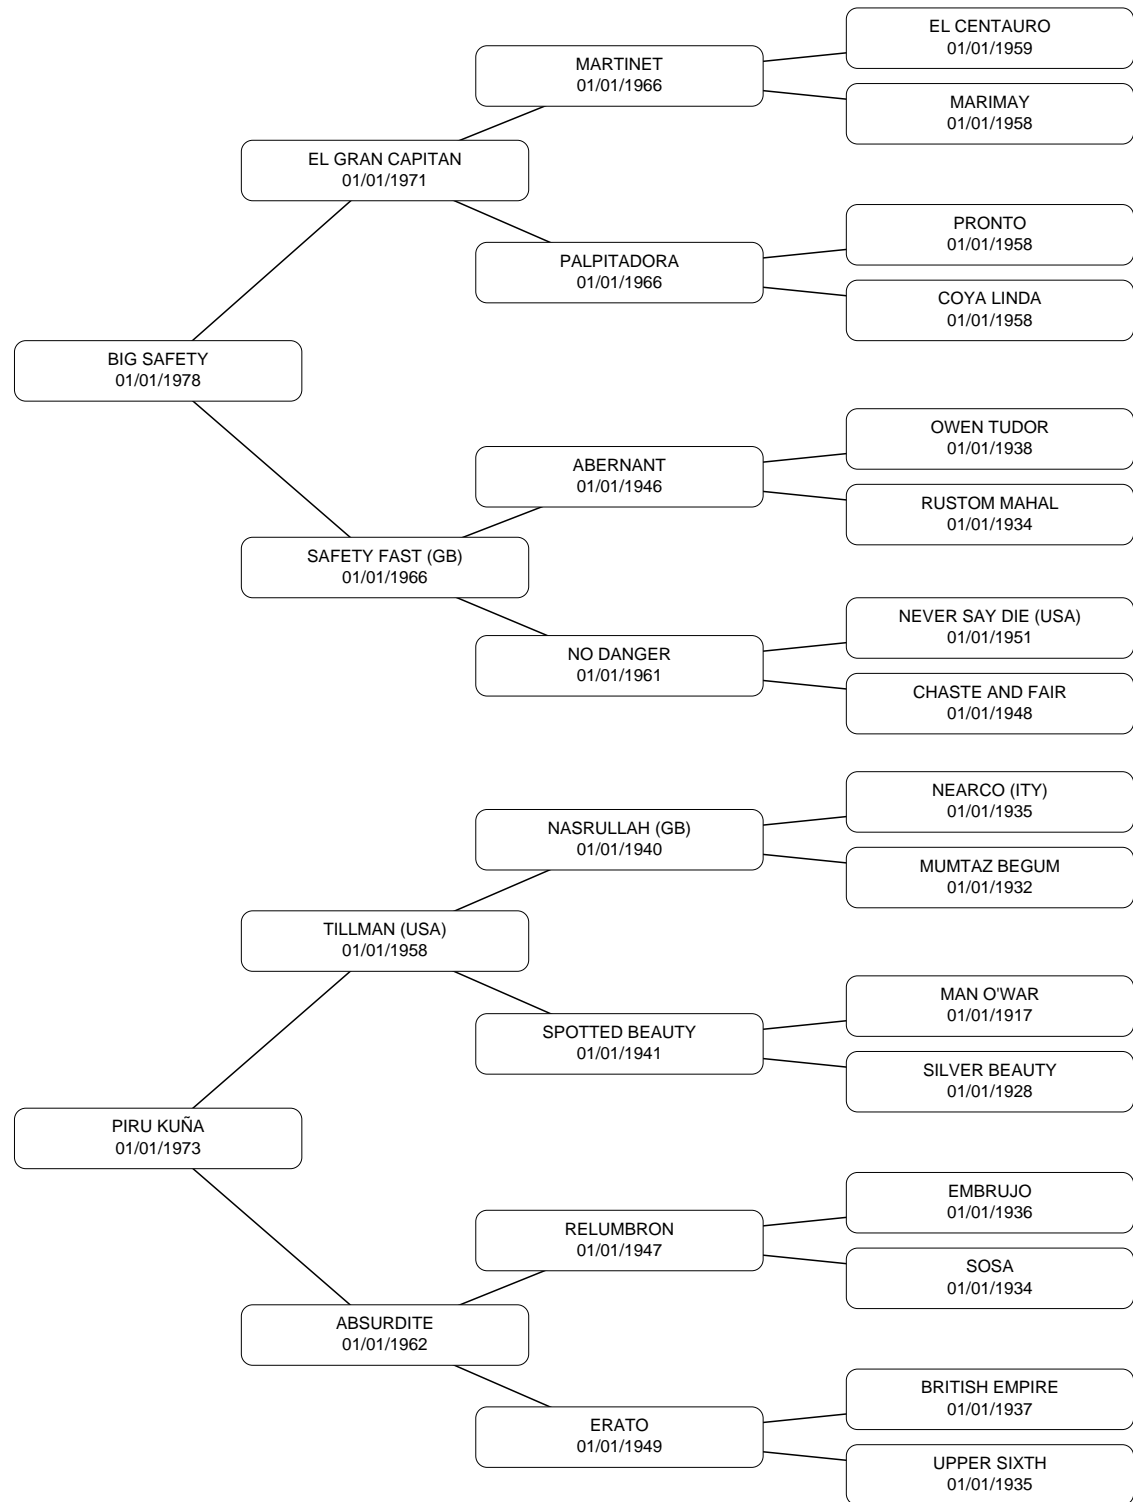 EL CENTAURO
01/01/1959
MARTINET
01/01/1966
MARIMAY
01/01/1958
EL GRAN CAPITAN
01/01/1971
PRONTO
01/01/1958
PALPITADORA
01/01/1966
COYA LINDA
01/01/1958
BIG SAFETY
01/01/1978
OWEN TUDOR
01/01/1938
ABERNANT
01/01/1946
RUSTOM MAHAL
01/01/1934
SAFETY FAST (GB)
01/01/1966
NEVER SAY DIE (USA)
01/01/1951
NO DANGER
01/01/1961
CHASTE AND FAIR
01/01/1948
NEARCO (ITY)
01/01/1935
NASRULLAH (GB)
01/01/1940
MUMTAZ BEGUM
01/01/1932
TILLMAN (USA)
01/01/1958
MAN O'WAR
01/01/1917
SPOTTED BEAUTY
01/01/1941
SILVER BEAUTY
01/01/1928
PIRU KUÑA
01/01/1973
EMBRUJO
01/01/1936
RELUMBRON
01/01/1947
SOSA
01/01/1934
ABSURDITE
01/01/1962
BRITISH EMPIRE
01/01/1937
ERATO
01/01/1949
UPPER SIXTH
01/01/1935